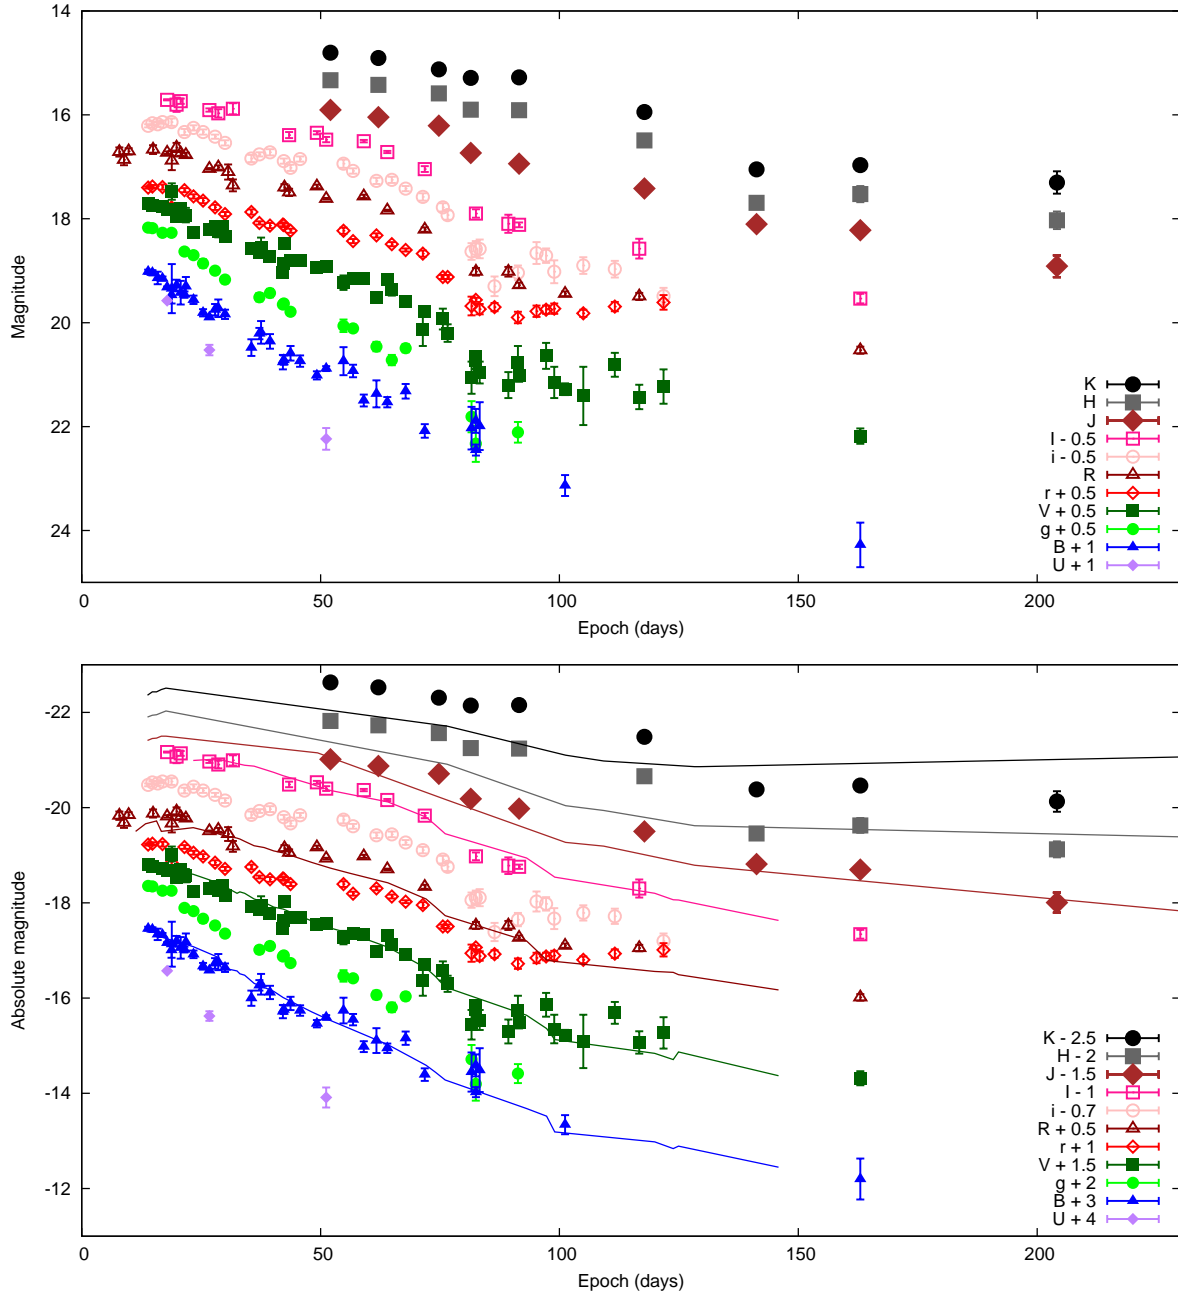 14
16
18
20
22
24
Magnitude
K
H
J
I - 0.5
i - 0.5
R
r + 0.5
V + 0.5
g + 0.5
B + 1
U + 1
0
50
100
150
200
Epoch (days)
-22
-20
-18
-16
-14
-12
Absolute magnitude
K - 2.5
H - 2
J - 1.5
I - 1
i - 0.7
R + 0.5
r + 1
V + 1.5
g + 2
B + 3
U + 4
0
50
100
150
200
Epoch (days)